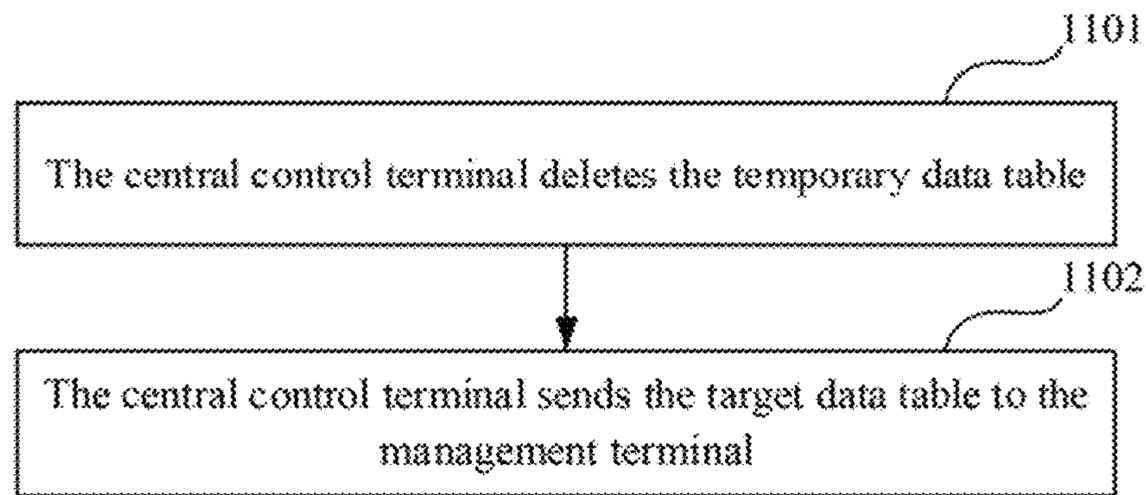 1101
The central control terminal deletes the temporary data table
1102
The central control terminal sends the target data table to the
management terminal